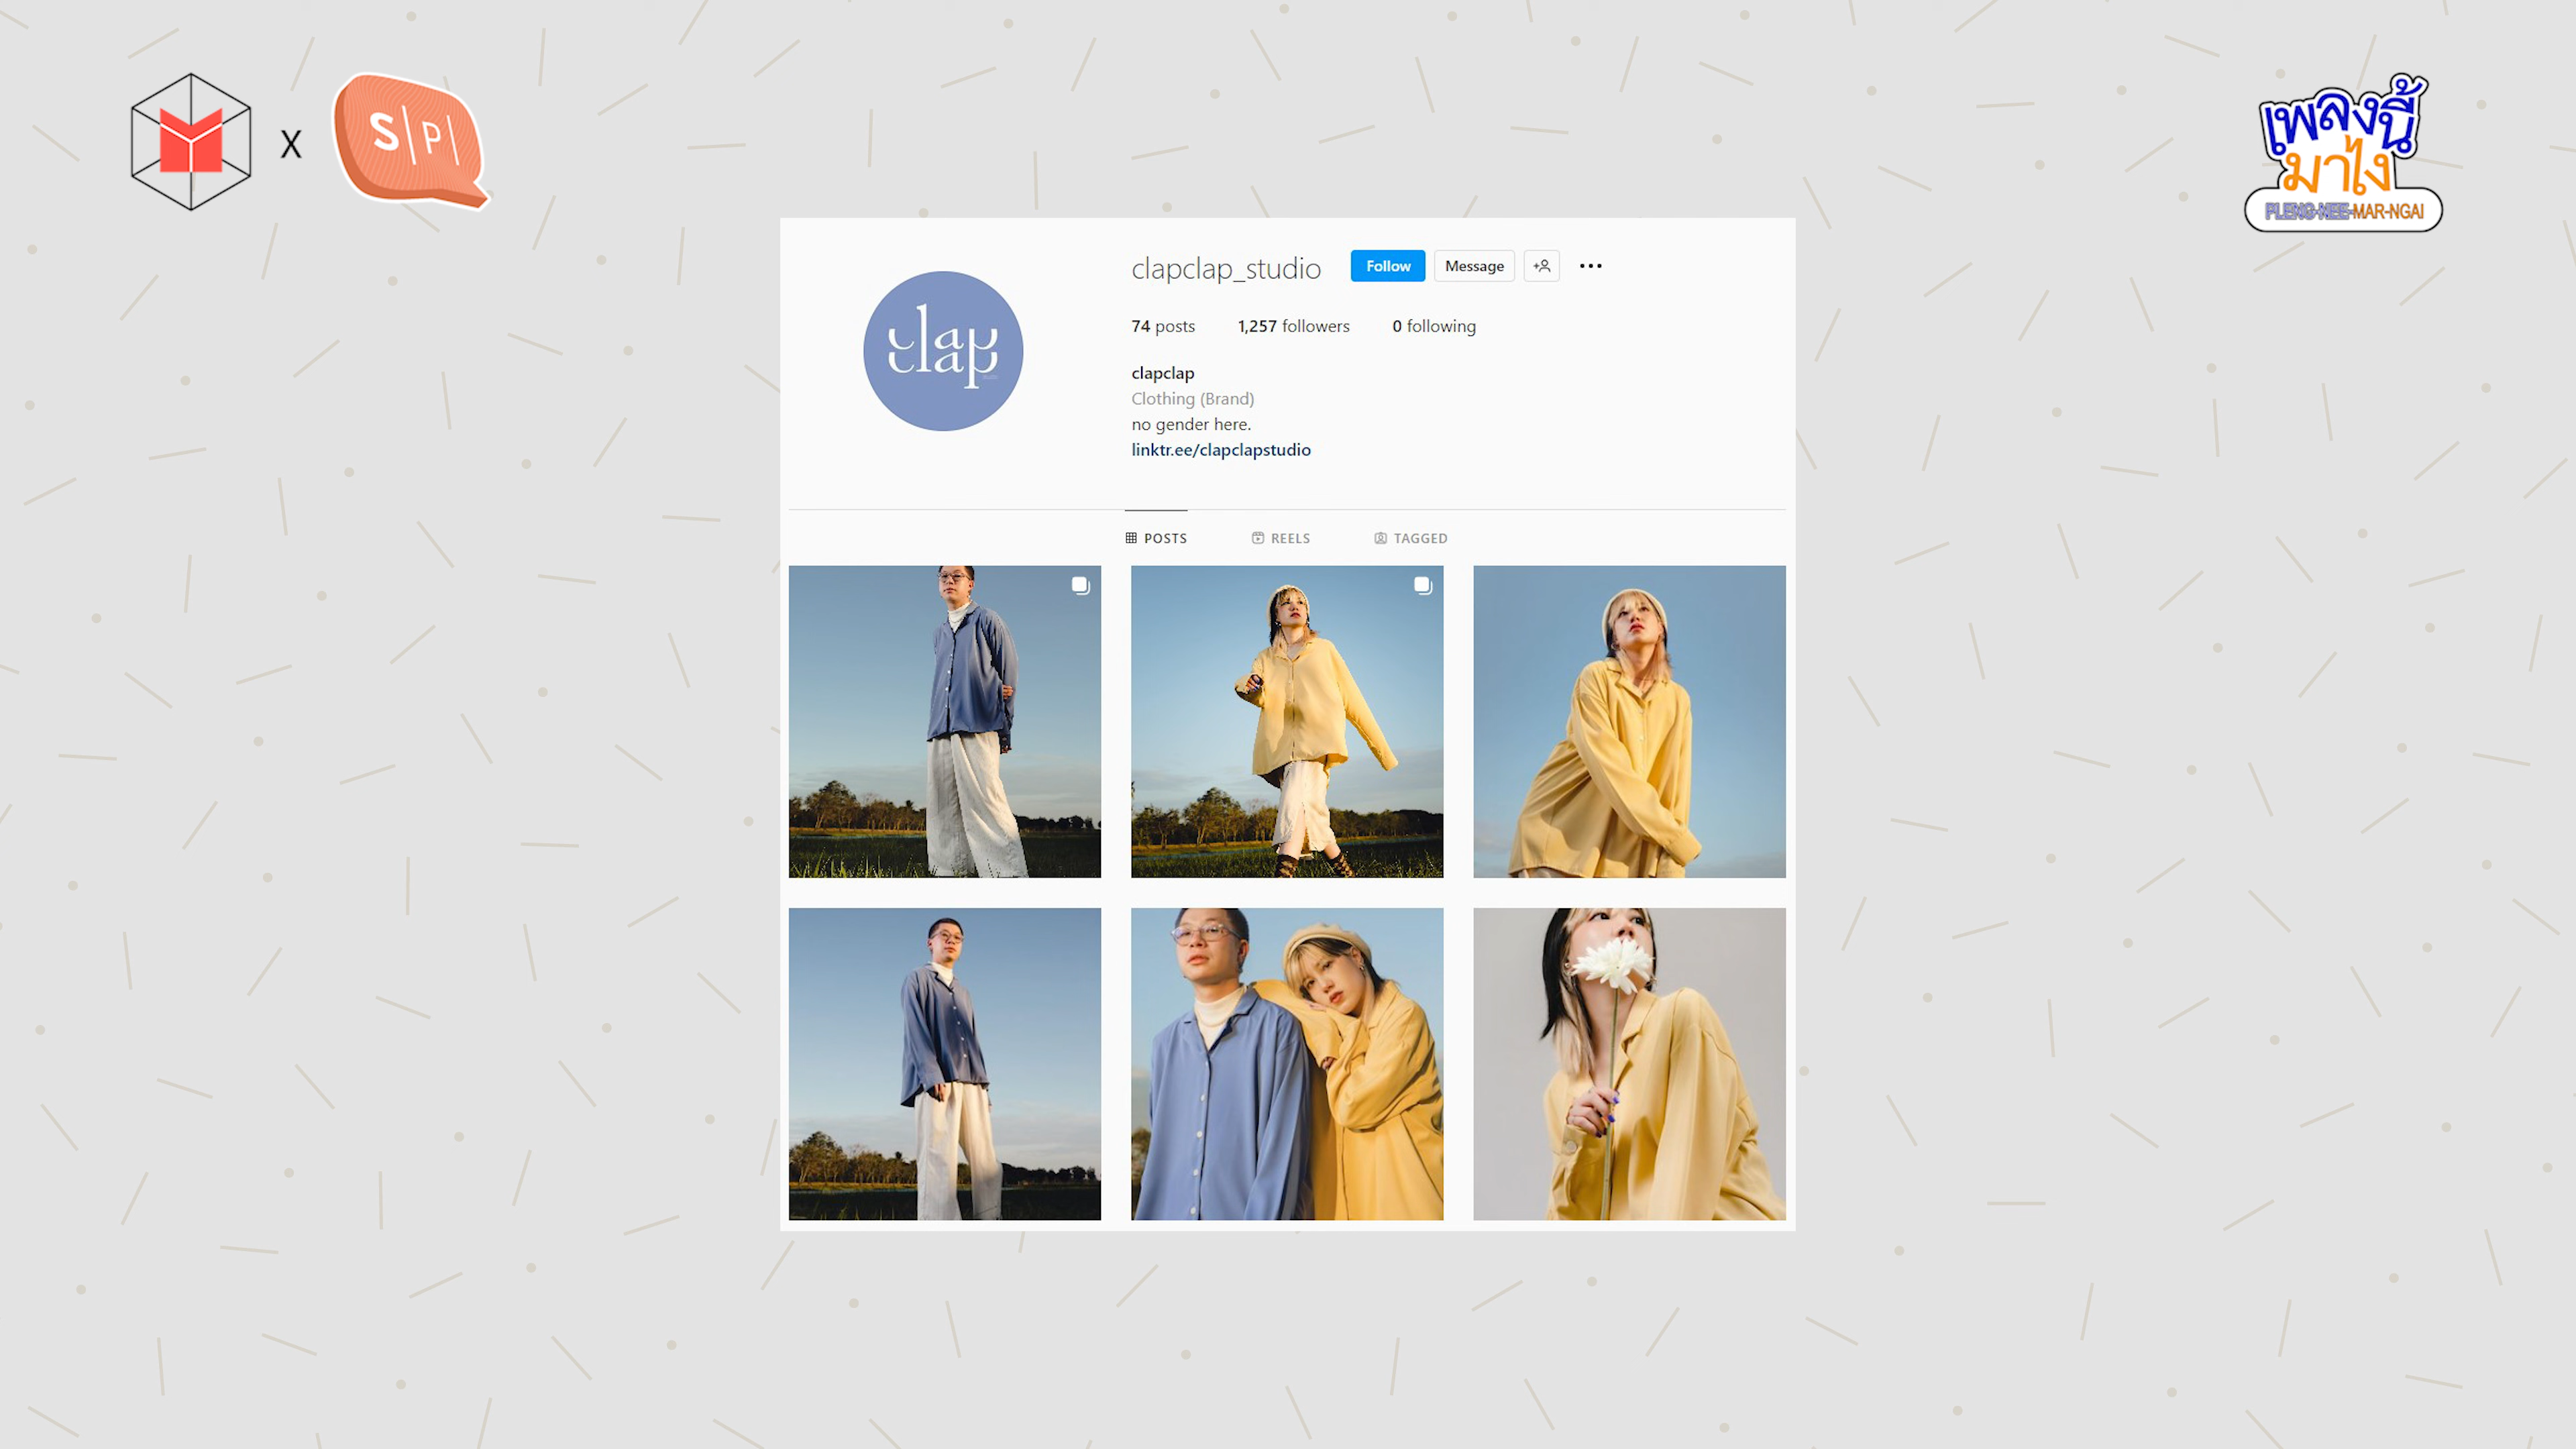 X
S|P|
เพลงนี้
มาไง
PLENG-NEE-MAR-NGAI
clapclap_studio
Follow
Message
74 posts
1,257 followers
0 following
clap
clap
clapclap
Clothing (Brand)
no gender here.
linktr.ee/clapclapstudio
POSTS
REELS
TAGGED